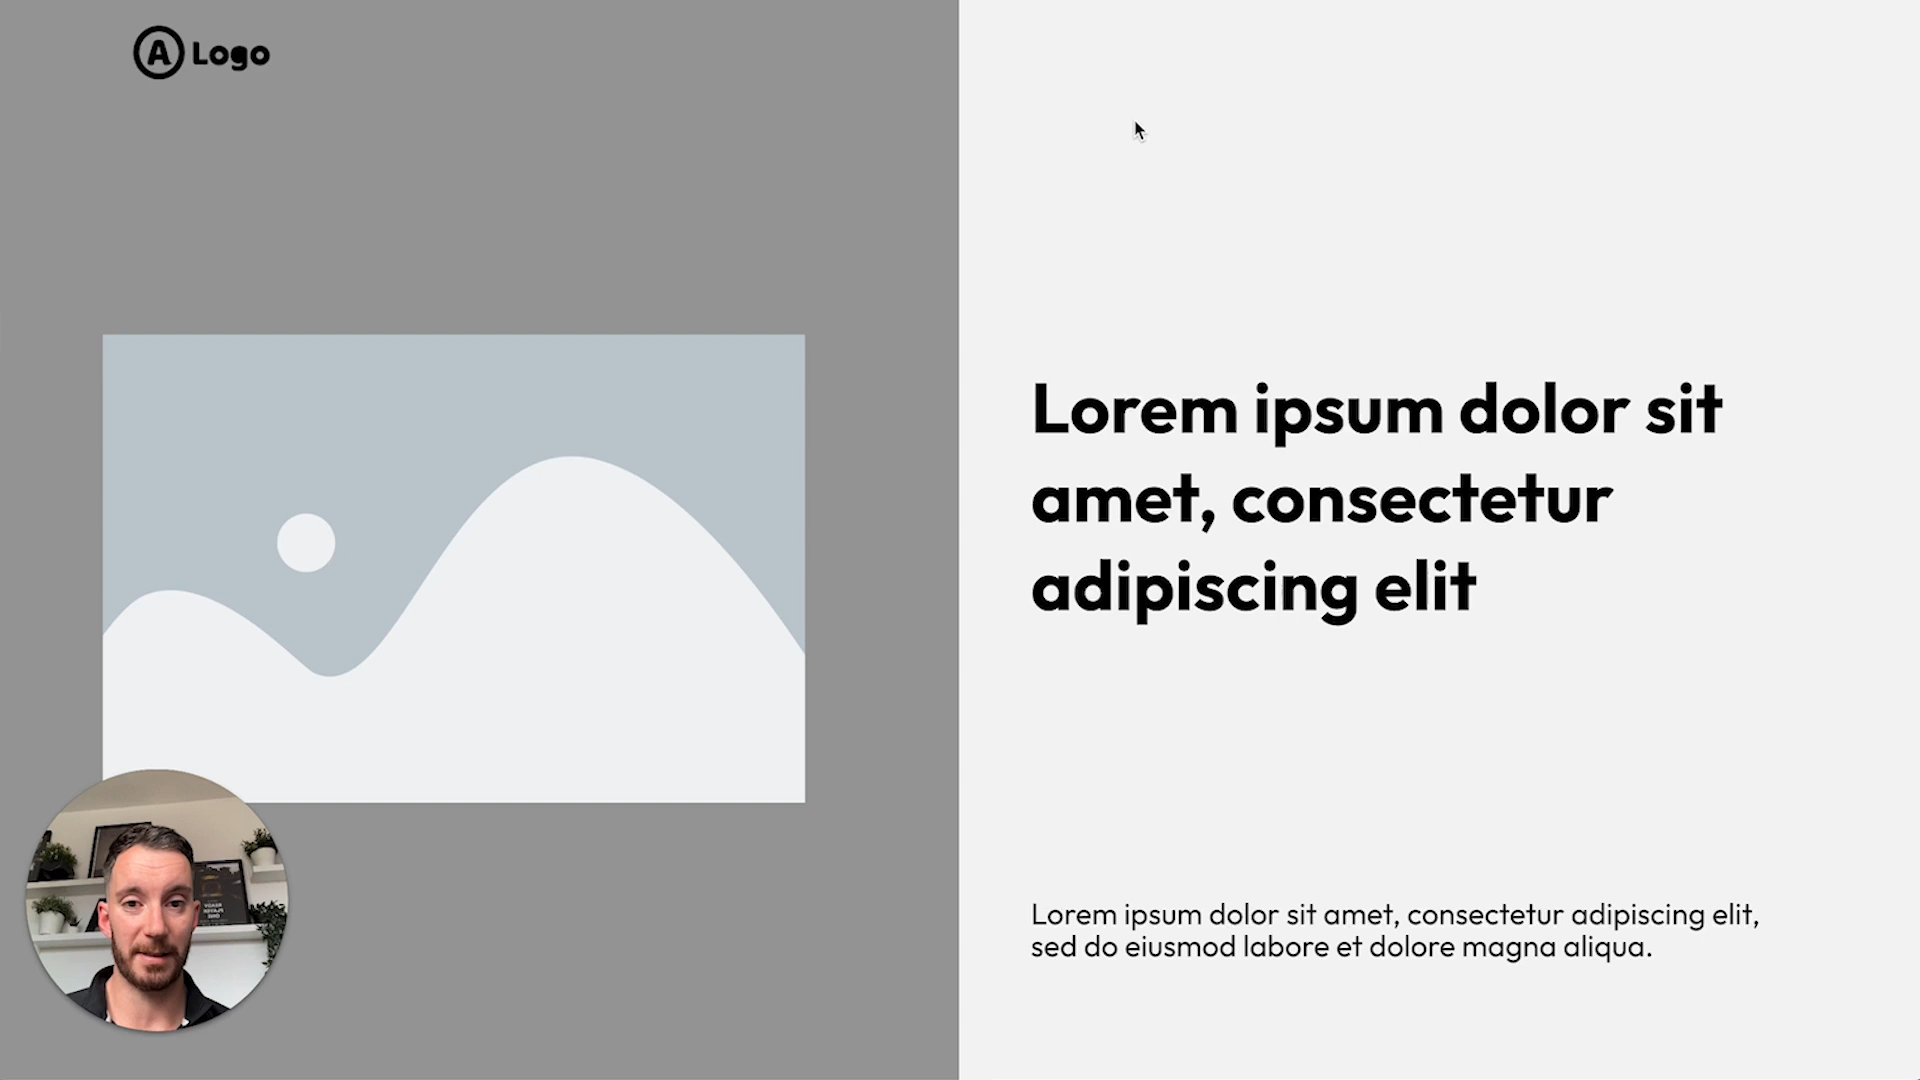 A Logo
Lorem ipsum dolor sit
amet, consectetur
adipiscing elit
Lorem ipsum dolor sit amet, consectetur adipiscing elit,
sed do eiusmod labore et dolore magna aliqua.